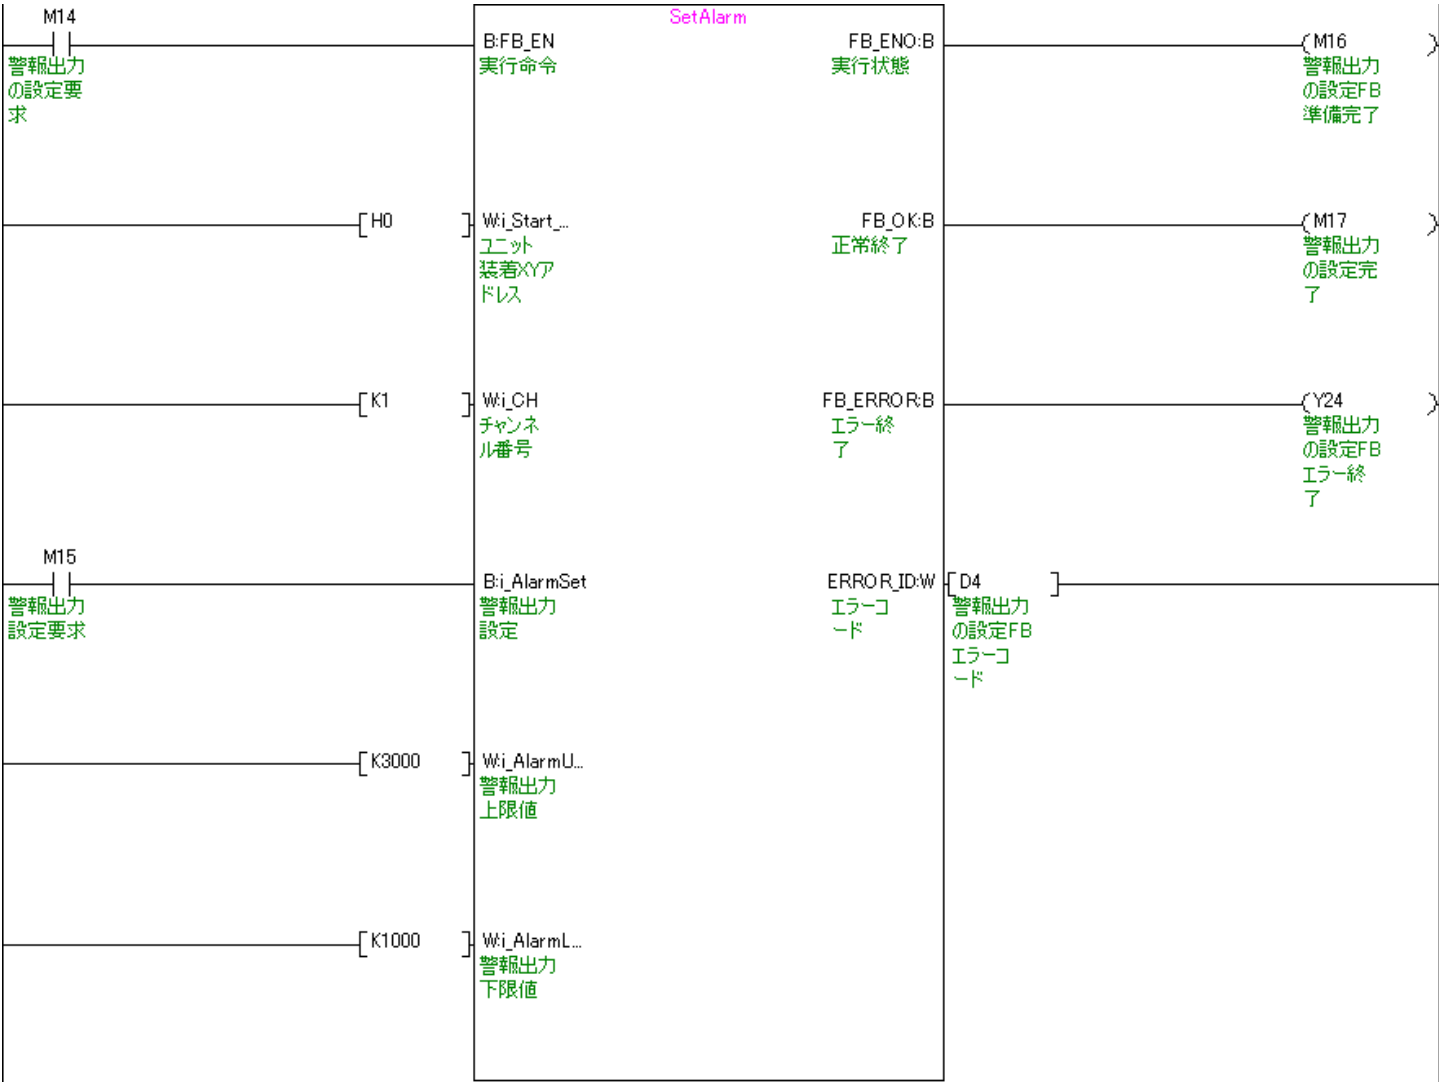 SetAlarm
M14
警報出力
の設定要
求
B:FB_EN
実行命令
FB_ENO:B
実行状態
M16
警報出力
の設定FB
準備完了
H0
W:i_Start_...
ユニット
装着XYア
ドレス
FB_OK:B
正常終了
M17
警報出力
の設定完
了
K1
W:i_CH
チャンネ
ル番号
FB_ERROR:B
エラー終
了
Y24
警報出力
の設定FB
エラー終
了
M15
警報出力
設定要求
B:i_AlarmSet
警報出力
設定
ERROR_ID:W
エラーコ
ード
D4
警報出力
の設定FB
エラーコ
ード
K3000
W:i_AlarmU...
警報出力
上限値
K1000
W:i_AlarmL...
警報出力
下限値